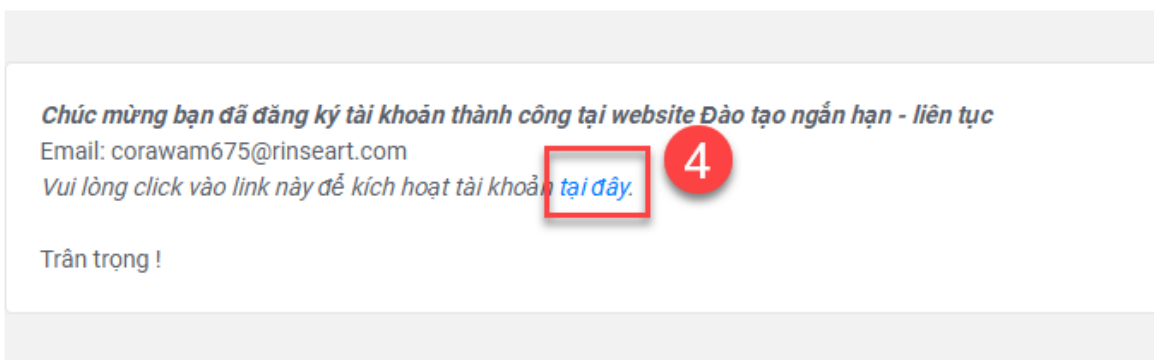 Chúc mừng bạn đã đăng ký tài khoản thành công tại website Đào tạo ngắn hạn - liên tục
Email: corawam675@rinseart.com
4
Vui lòng click vào link này để kích hoạt tài khoản tại đây.
Trân trọng !